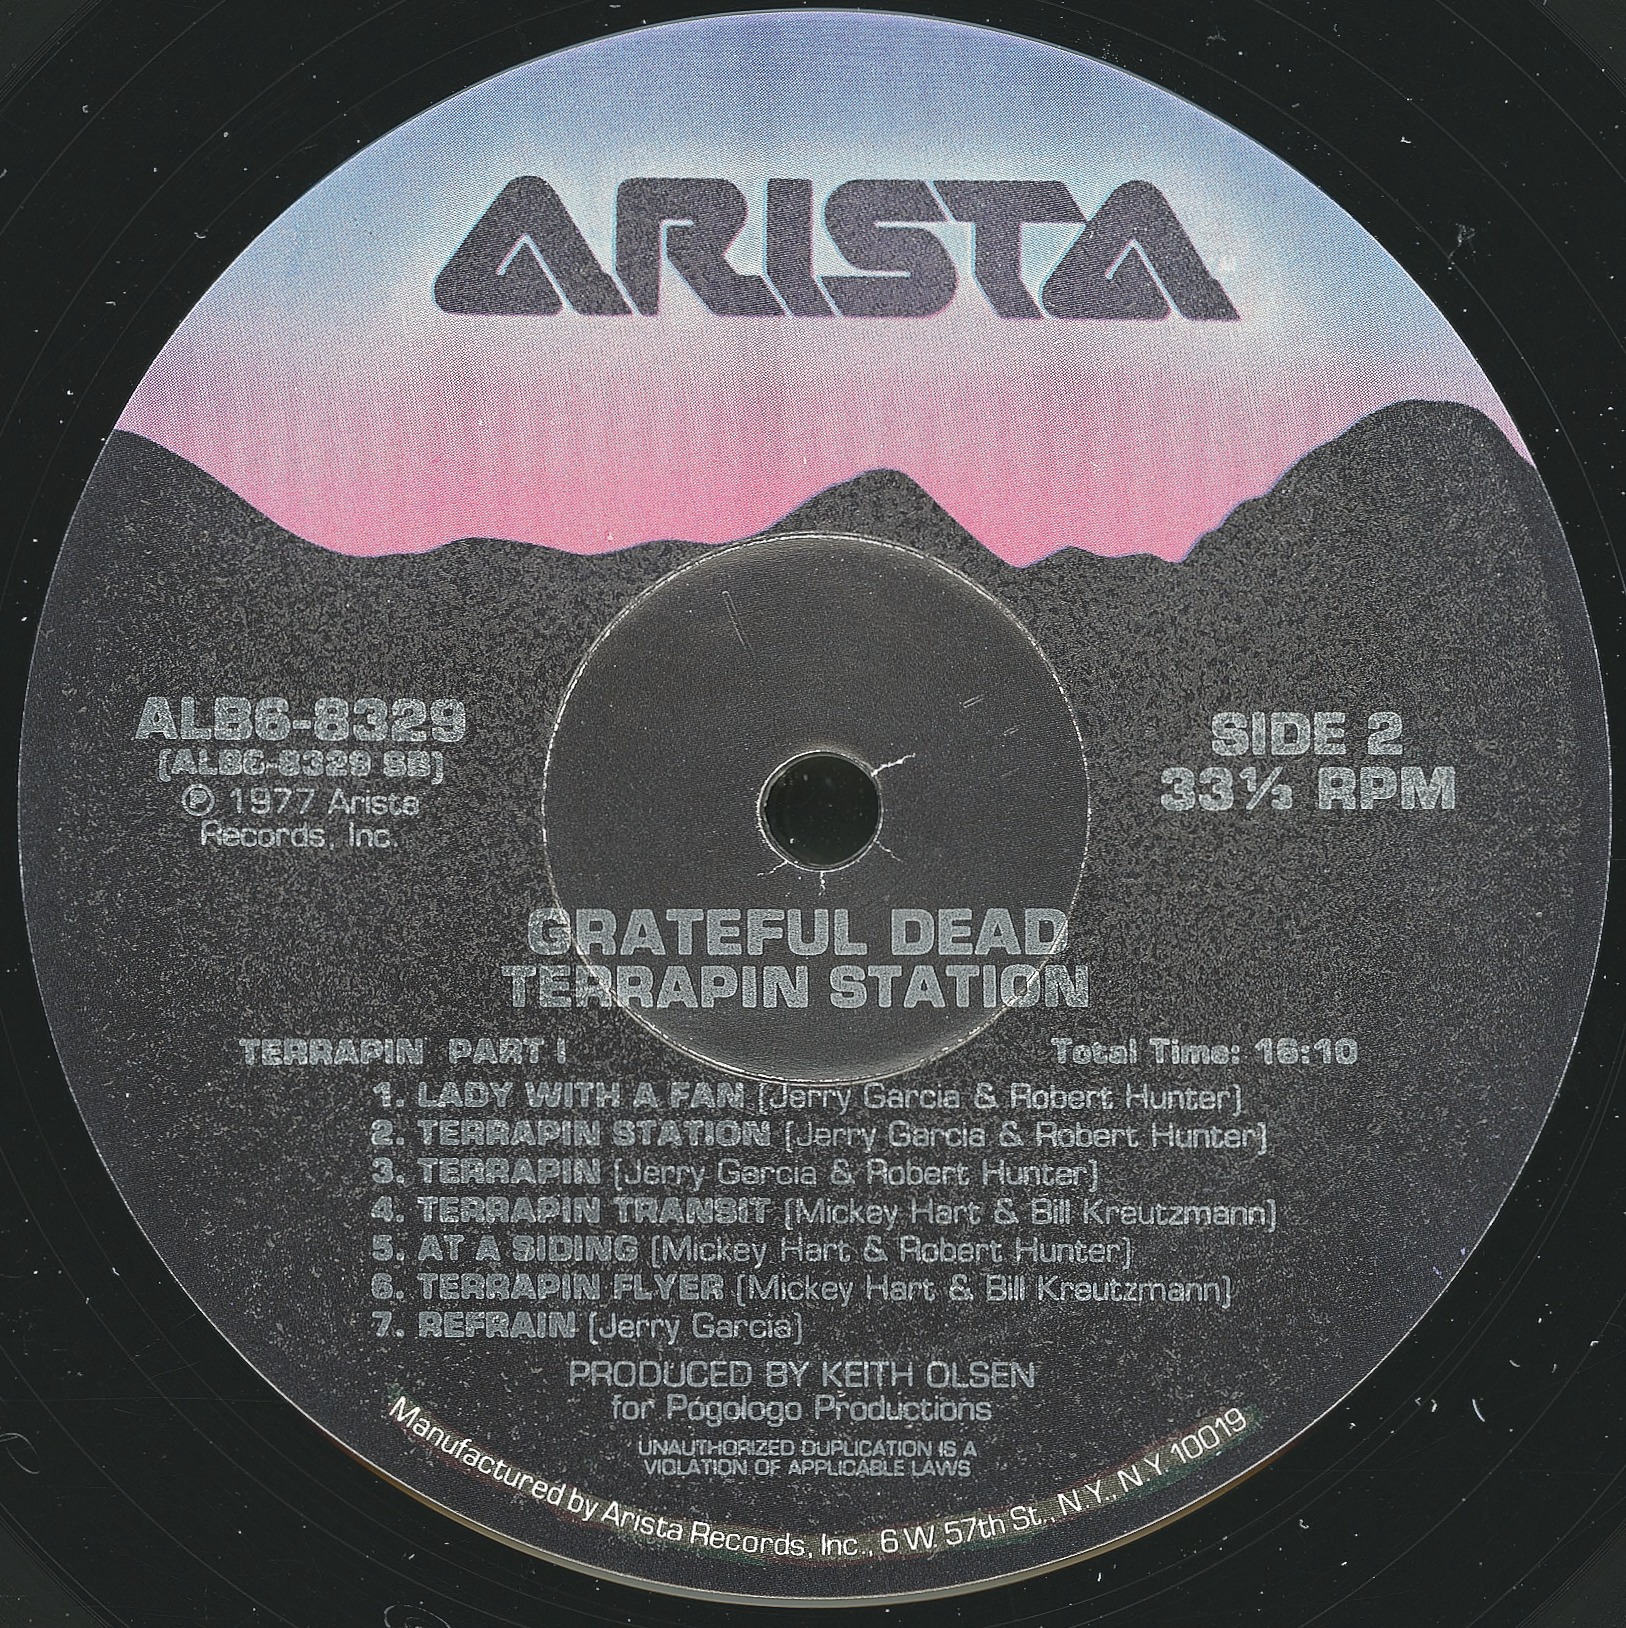 ARISTA
ALB6-8329
[ALB6-8329 SB]
Ⓟ 1977 Arista
Records, Inc.
SIDE 2
33⅓ RPM
GRATEFUL DEAD
TERRAPIN STATION
TERRAPIN PART I Total Time: 16:10
1. LADY WITH A FAN [Jerry Garcia & Robert Hunter]
2. TERRAPIN STATION [Jerry Garcia & Robert Hunter]
3. TERRAPIN [Jerry Garcia & Robert Hunter]
4. TERRAPIN TRANSIT [Mickey Hart & Bill Kreutzmann]
5. AT A SIDING [Mickey Hart & Robert Hunter]
6. TERRAPIN FLYER [Mickey Hart & Bill Kreutzmann]
7. REFRAIN [Jerry Garcia]
PRODUCED BY KEITH OLSEN
for Pogologo Productions
UNAUTHORIZED DUPLICATION IS A
VIOLATION OF APPLICABLE LAWS
Manufactured by Arista Records, Inc., 6 W. 57th St., N.Y., N.Y. 10019